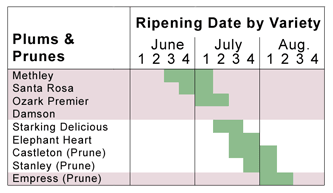 Plums &
Prunes
Ripening Date by Variety
June July Aug.
1 2 3 4 1 2 3 4 1 2 3 4
Methley
Santa Rosa
Ozark Premier
Damson
Starking Delicious
Elephant Heart
Castleton (Prune)
Stanley (Prune)
Empress (Prune)